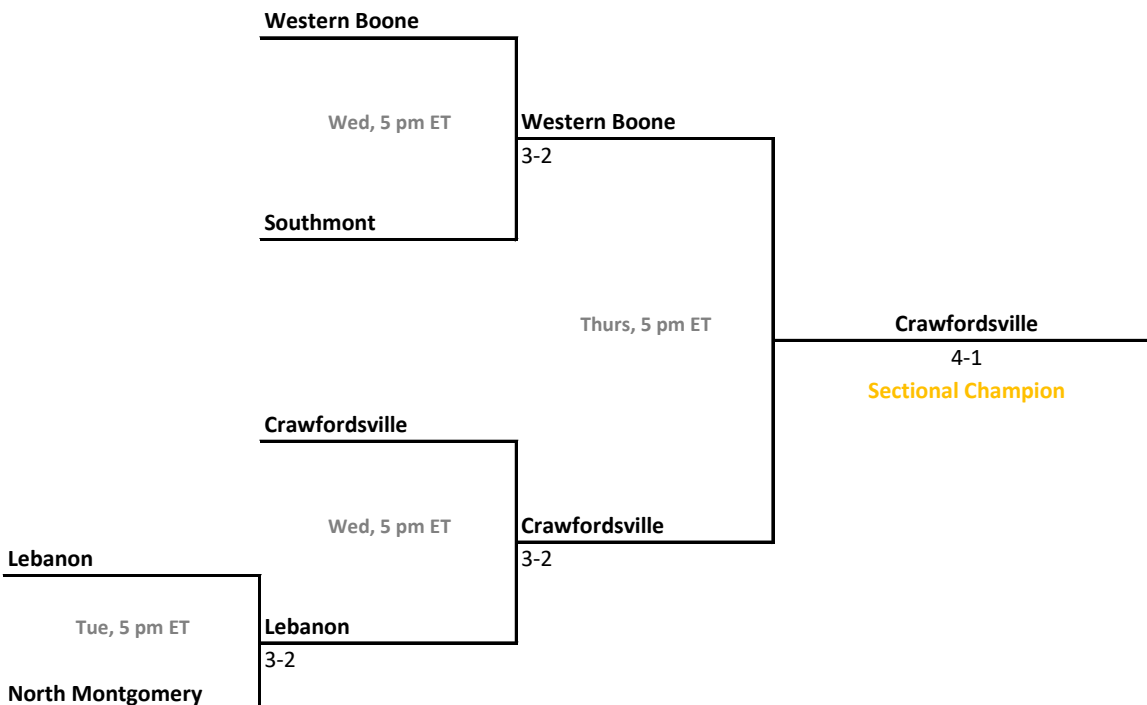 Western Boone
Wed, 5 pm ET
Western Boone
3-2
Southmont
Thurs, 5 pm ET
Crawfordsville
4-1
Sectional Champion
Crawfordsville
Wed, 5 pm ET
Crawfordsville
3-2
Lebanon
Tue, 5 pm ET
Lebanon
3-2
North Montgomery